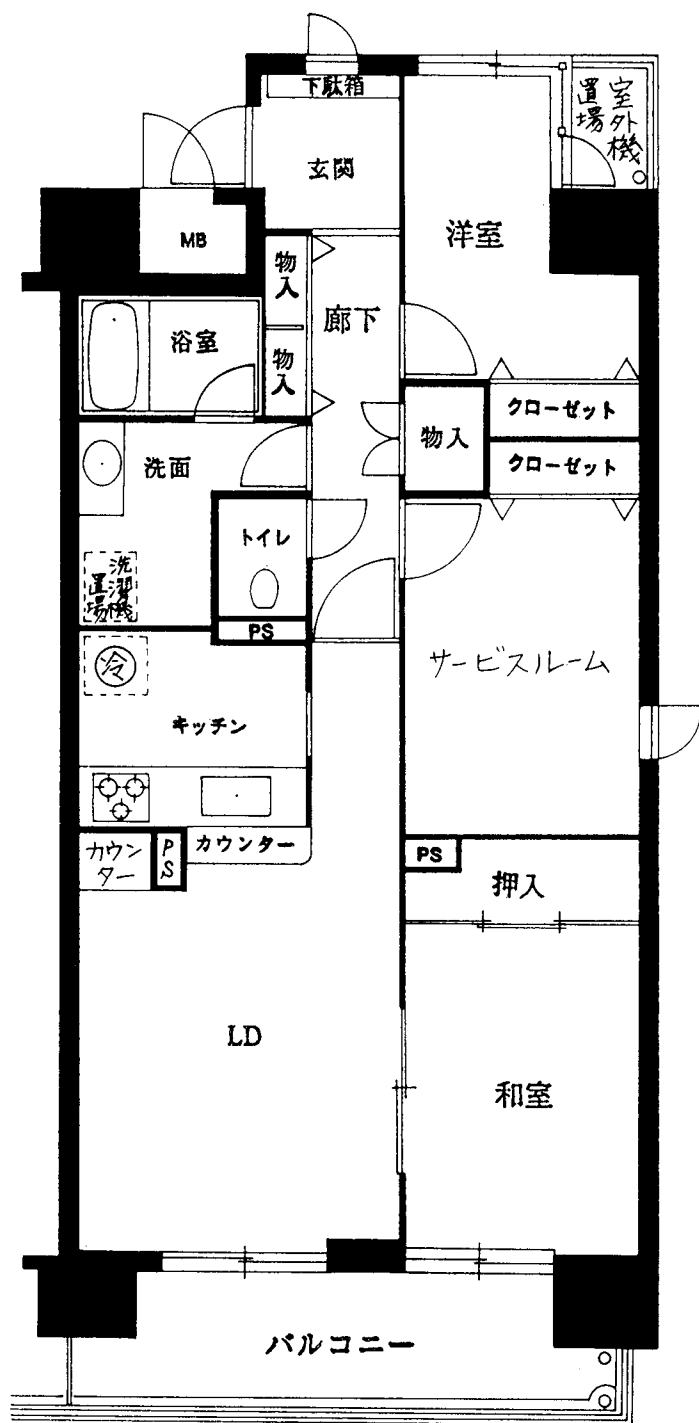 下駄箱
室外機
置場
玄関
洋室
MB
物入
廊下
浴室
物入
クローゼット
物入
クローゼット
洗面
トイレ
洗濯機
置場
PS
冷
サービスルーム
キッチン
カウンター
カウン
ター
PS
PS
押入
LD
和室
バルコニー